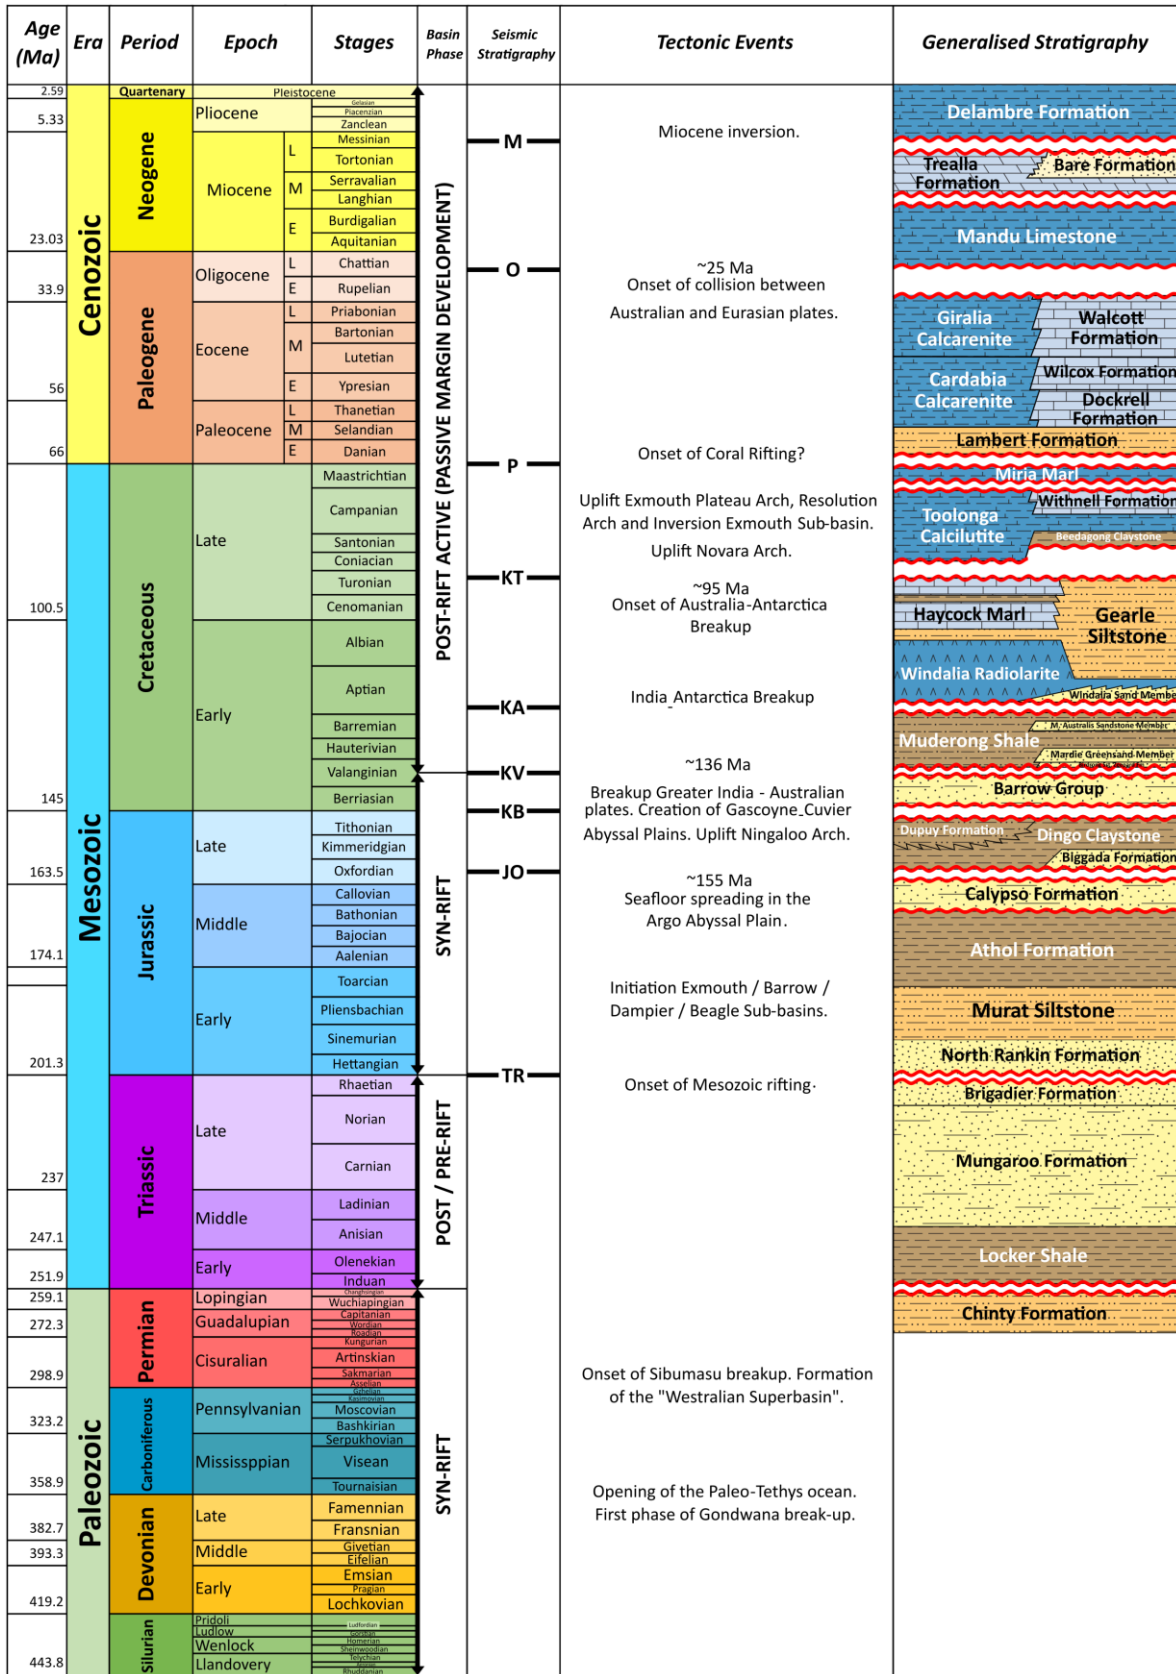 Age (Ma)
Era
Period
Epoch
Stages
Basin Phase
Seismic Stratigraphy
Tectonic Events
Generalised Stratigraphy
2.59
5.33
23.03
33.9
56
66
100.5
145
163.5
174.1
201.3
237
247.1
251.9
259.1
272.3
298.9
323.2
358.9
382.7
393.3
419.2
443.8
Cenozoic
Mesozoic
Paleozoic
Quartenary
Neogene
Paleogene
Cretaceous
Jurassic
Triassic
Permian
Carboniferous
Devonian
Silurian
Pleistocene
Pliocene
Miocene
L
M
E
Oligocene
L
E
Eocene
L
M
E
Paleocene
L
M
E
Late
Early
Late
Middle
Early
Late
Middle
Early
Lopingian
Guadalupian
Cisuralian
Pennsylvanian
Mississppian
Late
Middle
Early
Pridoli
Ludlow
Wenlock
Llandovery
Gelasian
Piacenzian
Zanclean
Messinian
Tortonian
Serravalian
Langhian
Burdigalian
Aquitanian
Chattian
Rupelian
Priabonian
Bartonian
Lutetian
Ypresian
Thanetian
Selandian
Danian
Maastrichtian
Campanian
Santonian
Coniacian
Turonian
Cenomanian
Albian
Aptian
Barremian
Hauterivian
Valanginian
Berriasian
Tithonian
Kimmeridgian
Oxfordian
Callovian
Bathonian
Bajocian
Aalenian
Toarcian
Pliensbachian
Sinemurian
Hettangian
Rhaetian
Norian
Carnian
Ladinian
Anisian
Olenekian
Induan
Changhsingian
Wuchiapingian
Capitanian
Wordian
Roadian
Kungurian
Artinskian
Sakmarian
Asselian
Gzhelian
Kasimovian
Moscovian
Bashkirian
Serpukhovian
Visean
Tournaisian
Famennian
Fransnian
Givetian
Eifelian
Emsian
Pragian
Lochkovian
Ludfordian
Gorstian
Homerian
Sheinwoodian
Telychian
Rhuddanian
POST-RIFT ACTIVE (PASSIVE MARGIN DEVELOPMENT)
SYN-RIFT
POST / PRE-RIFT
SYN-RIFT
M
O
P
KT
KA
KV
KB
JO
TR
Miocene inversion.
~25 Ma
Onset of collision between
Australian and Eurasian plates.
Onset of Coral Rifting?
Uplift Exmouth Plateau Arch, Resolution
Arch and Inversion Exmouth Sub-basin.
Uplift Novara Arch.
~95 Ma
Onset of Australia-Antarctica
Breakup
India_Antarctica Breakup
~136 Ma
Breakup Greater India - Australian
plates. Creation of Gascoyne_Cuvier
Abyssal Plains. Uplift Ningaloo Arch.
~155 Ma
Seafloor spreading in the
Argo Abyssal Plain.
Initiation Exmouth / Barrow /
Dampier / Beagle Sub-basins.
Onset of Mesozoic rifting.
Onset of Sibumasu breakup. Formation
of the "Westralian Superbasin".
Opening of the Paleo-Tethys ocean.
First phase of Gondwana break-up.
Delambre Formation
Trealla
Formation
Bare Formation
Mandu Limestone
Giralia
Calcarenite
Walcott
Formation
Cardabia
Calcarenite
Wilcox Formation
Dockrell
Formation
Lambert Formation
Miria Marl
Toolonga
Calcilutite
Withnell Formation
Beedagong Claystone
Haycock Marl
Gearle
Siltstone
Windalia Radiolarite
Windalia Sand Member
Muderong Shale
M. Australis Sandstone Member
Mardie Greensand Member
Barrow Group
Dupuy Formation
Dingo Claystone
Biggada Formation
Calypso Formation
Athol Formation
Murat Siltstone
North Rankin Formation
Brigadier Formation
Mungaroo Formation
Locker Shale
Chinty Formation